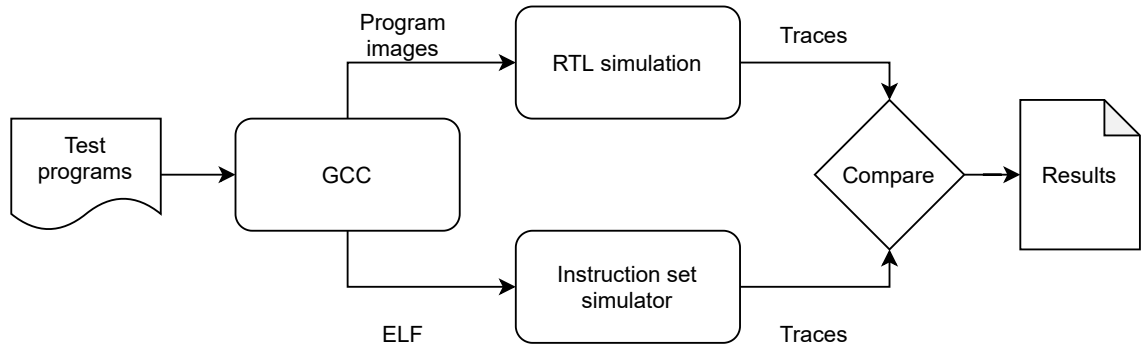 Program
images
RTL simulation
Traces
Test
programs
GCC
Compare
Results
Instruction set
simulator
ELF
Traces